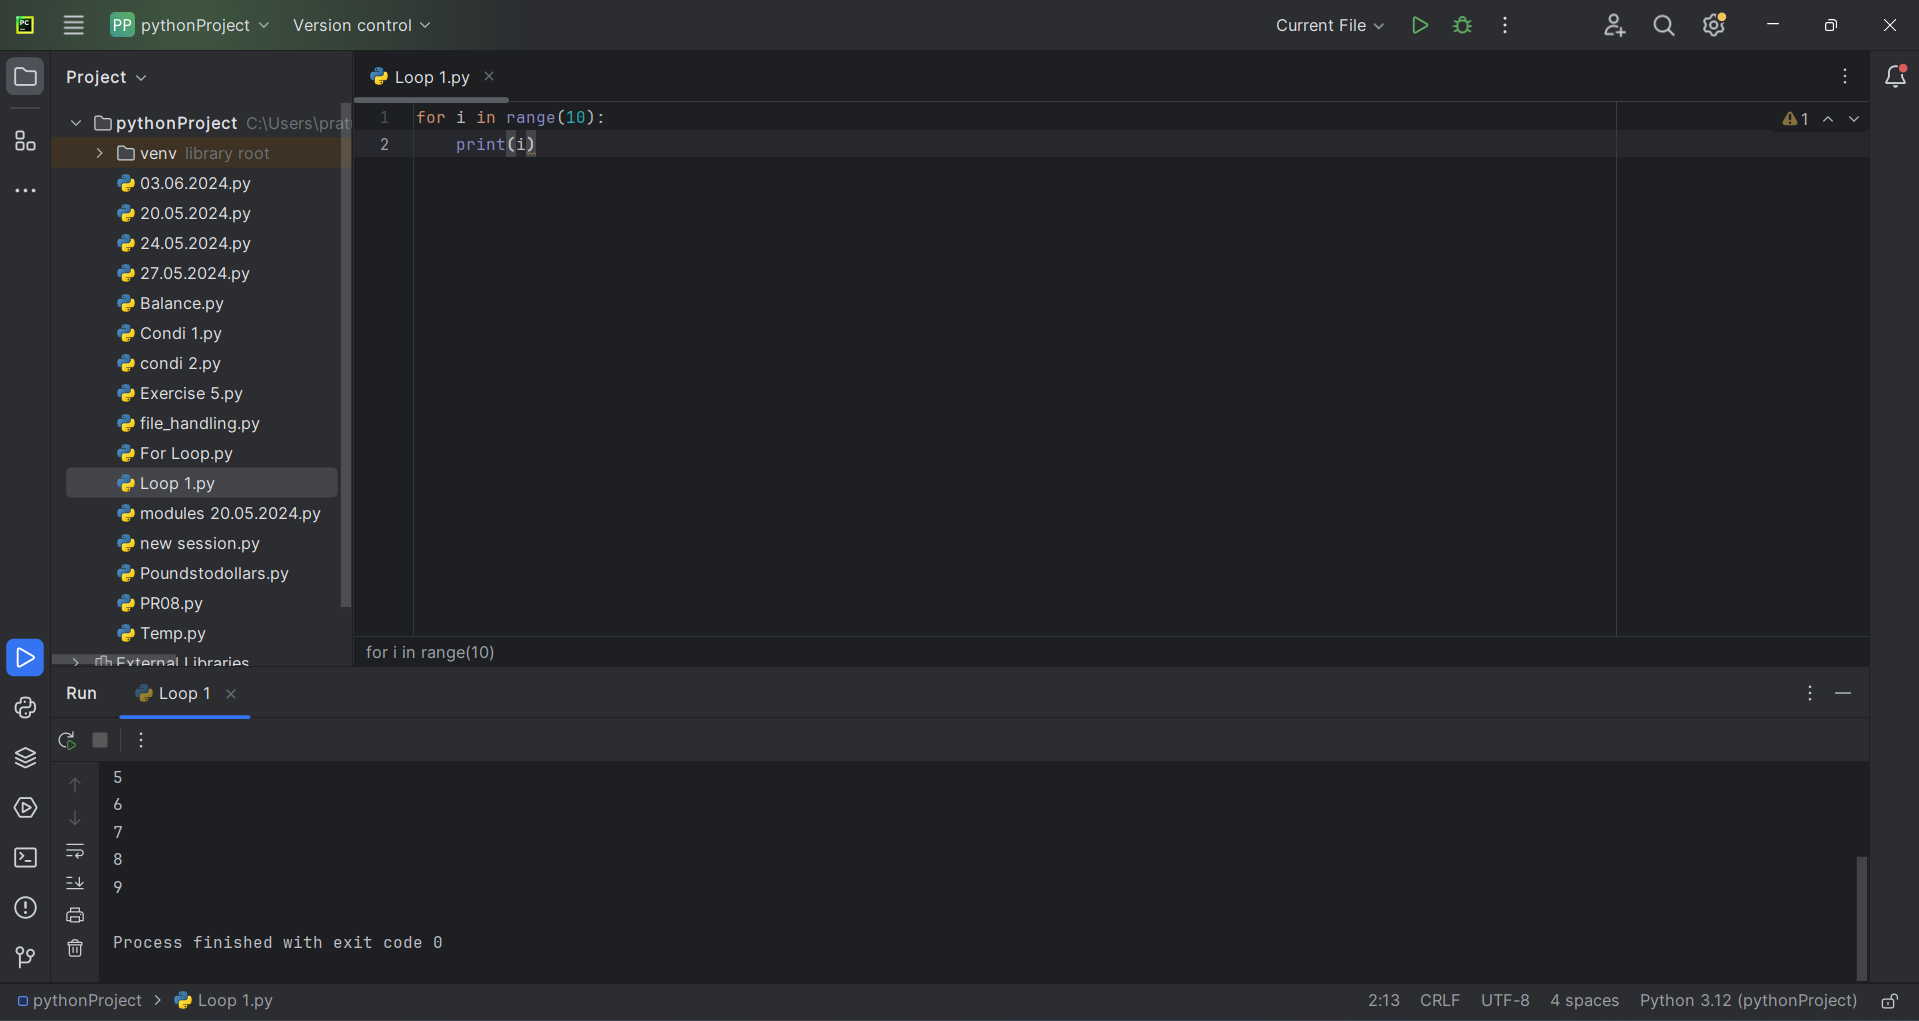 PC
PP pythonProject Version control Current File
Project
Loop 1.py
pythonProject C:\Users\prat
venv library root
03.06.2024.py
20.05.2024.py
24.05.2024.py
27.05.2024.py
Balance.py
Condi 1.py
condi 2.py
Exercise 5.py
file_handling.py
For Loop.py
Loop 1.py
modules 20.05.2024.py
new session.py
Poundstodollars.py
PR08.py
Temp.py
External Libraries
1 for i in range(10):
2     print(i)
1
for i in range(10)
Run Loop 1
5
6
7
8
9
Process finished with exit code 0
pythonProject > Loop 1.py 2:13 CRLF UTF-8 4 spaces Python 3.12 (pythonProject)